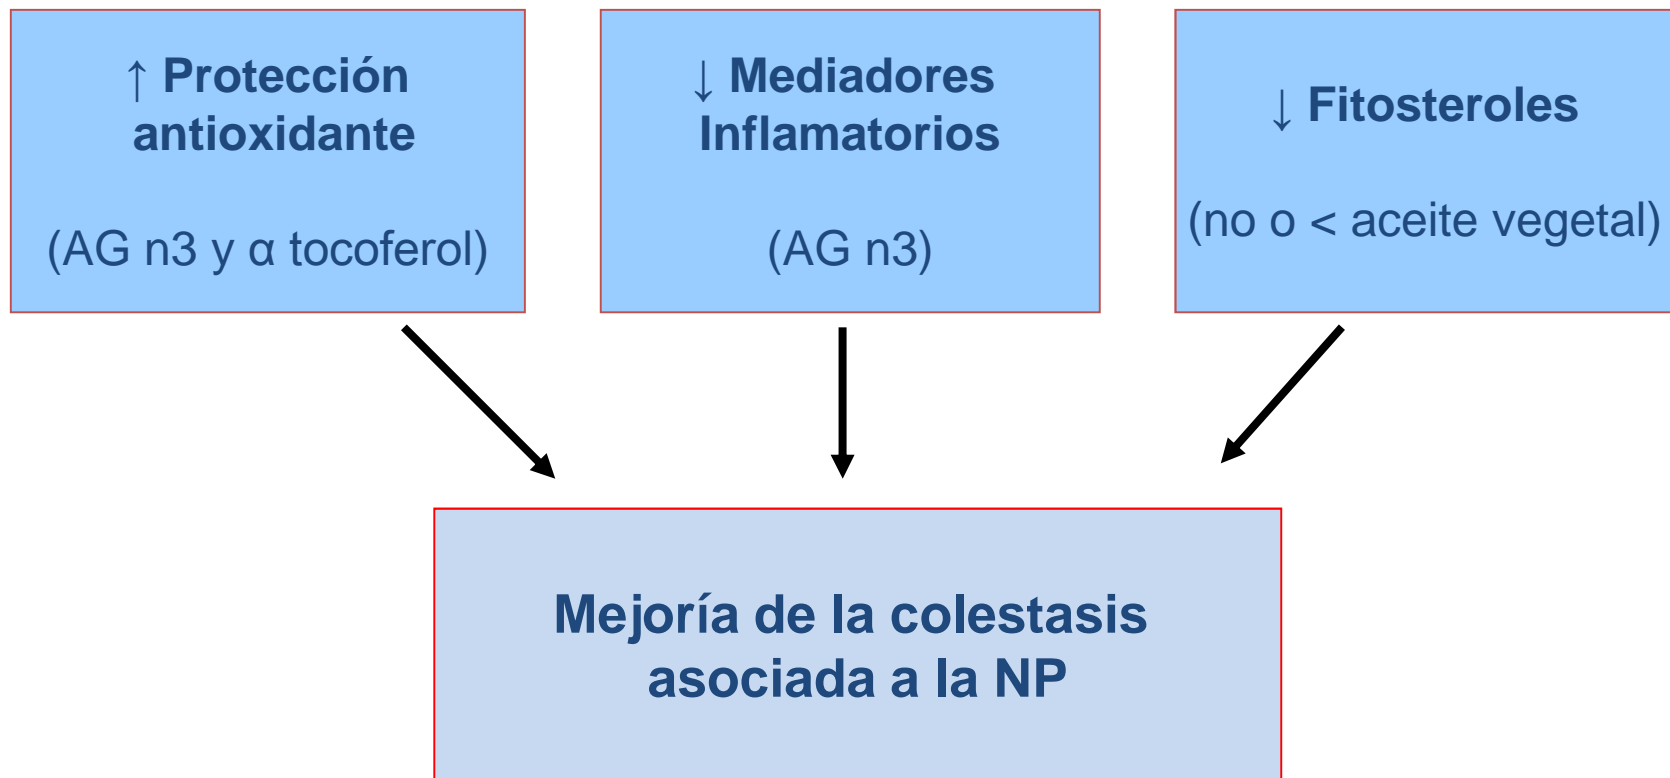 ↑ Protección
antioxidante
(AG n3 y α tocoferol)
↓ Mediadores
Inflamatorios
(AG n3)
↓ Fitosteroles
(no o < aceite vegetal)
Mejoría de la colestasis
asociada a la NP